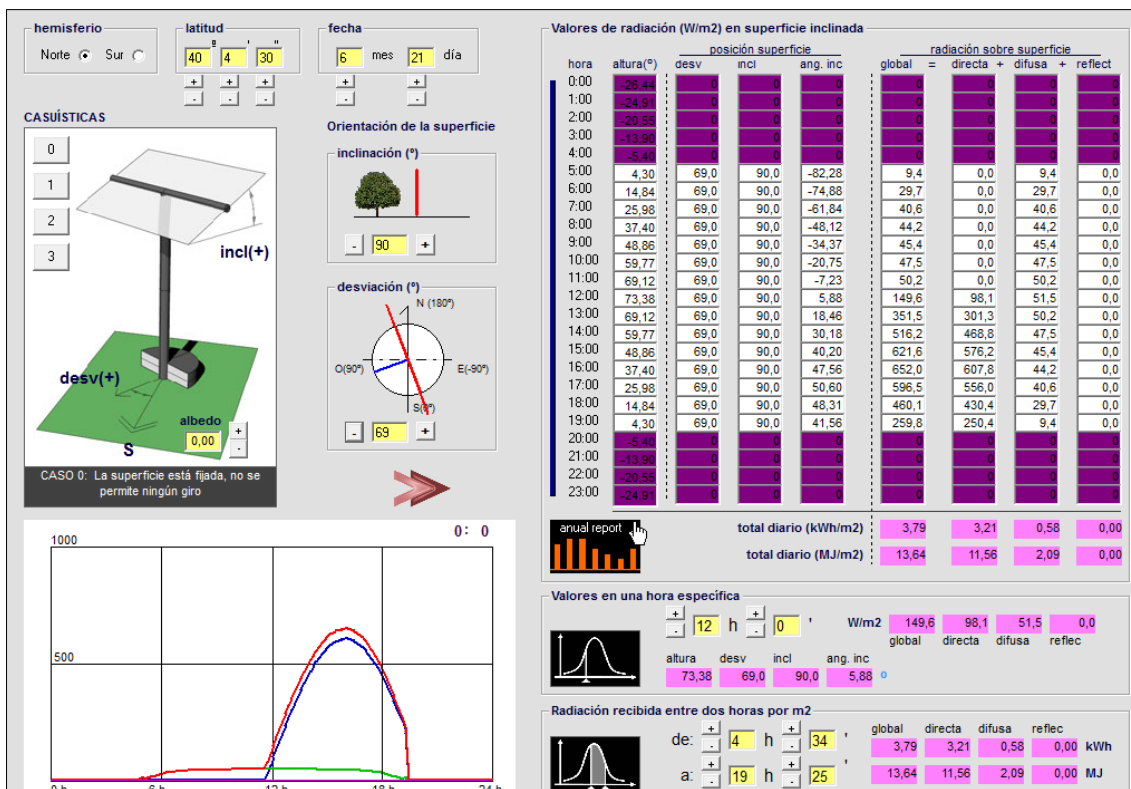 hemisferio
Norte Sur
latitud
º ' "
40 4 30
+ + +
- - -
fecha
6 mes 21 día
+ +
- -
CASUÍSTICAS
0
1
2
3
incl(+)
desv(+)
S
albedo
0,00
+
-
CASO 0: La superficie está fijada, no se
permite ningún giro
Orientación de la superficie
inclinación (º)
- 90 +
desviación (º)
N (180º)
O(90º) E(-90º)
S(0º)
- 69 +
0: 0
1000
500
0 h 6 h 12 h 18 h 24 h
Valores de radiación (W/m2) en superficie inclinada
posición superficie radiación sobre superficie
hora altura(º) desv incl ang. inc global = directa + difusa + reflect
0:00 -26,44 0 0 0 0 0 0 0
1:00 -24,91 0 0 0 0 0 0 0
2:00 -20,55 0 0 0 0 0 0 0
3:00 -13,90 0 0 0 0 0 0 0
4:00 -5,40 0 0 0 0 0 0 0
5:00 4,30 69,0 90,0 -82,28 9,4 0,0 9,4 0,0
6:00 14,84 69,0 90,0 -74,88 29,7 0,0 29,7 0,0
7:00 25,98 69,0 90,0 -61,84 40,6 0,0 40,6 0,0
8:00 37,40 69,0 90,0 -48,12 44,2 0,0 44,2 0,0
9:00 48,86 69,0 90,0 -34,37 45,4 0,0 45,4 0,0
10:00 59,77 69,0 90,0 -20,75 47,5 0,0 47,5 0,0
11:00 69,12 69,0 90,0 -7,23 50,2 0,0 50,2 0,0
12:00 73,38 69,0 90,0 5,88 149,6 98,1 51,5 0,0
13:00 69,12 69,0 90,0 18,46 351,5 301,3 50,2 0,0
14:00 59,77 69,0 90,0 30,18 516,2 468,8 47,5 0,0
15:00 48,86 69,0 90,0 40,20 621,6 576,2 45,4 0,0
16:00 37,40 69,0 90,0 47,56 652,0 607,8 44,2 0,0
17:00 25,98 69,0 90,0 50,60 596,5 556,0 40,6 0,0
18:00 14,84 69,0 90,0 48,31 460,1 430,4 29,7 0,0
19:00 4,30 69,0 90,0 41,56 259,8 250,4 9,4 0,0
20:00 -5,40 0 0 0 0 0 0 0
21:00 -13,90 0 0 0 0 0 0 0
22:00 -20,55 0 0 0 0 0 0 0
23:00 -24,91 0 0 0 0 0 0 0
anual report
total diario (kWh/m2) 3,79 3,21 0,58 0,00
total diario (MJ/m2) 13,64 11,56 2,09 0,00
Valores en una hora específica
+ +
- 12 h - 0 ' W/m2 149,6 98,1 51,5 0,0
global directa difusa reflec
altura desv incl ang. inc
73,38 69,0 90,0 5,88 º
Radiación recibida entre dos horas por m2
global directa difusa reflec
+ +
de: - 4 h - 34 ' 3,79 3,21 0,58 0,00 kWh
+ +
a: - 19 h - 25 ' 13,64 11,56 2,09 0,00 MJ